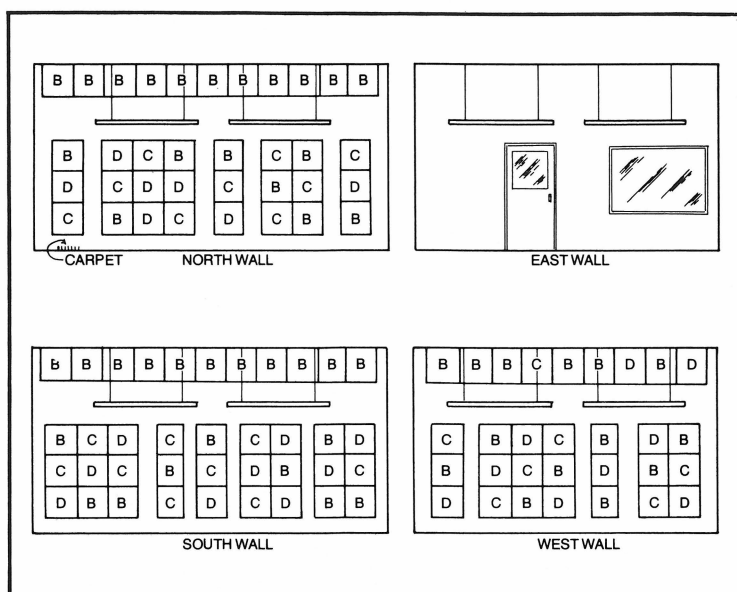 B B B B B B B B B B B
B D C B B C B C
D C D D C B C D
C B D C D C B B
CARPET NORTH WALL
EAST WALL
B B B B B B B B B B B
B C D C B C D B D
C D C B C D B D C
D B B C D C D B B
SOUTH WALL
B B B C B B D B D
C B D C B D B
B D C B D B C
D C B D B C D
WEST WALL